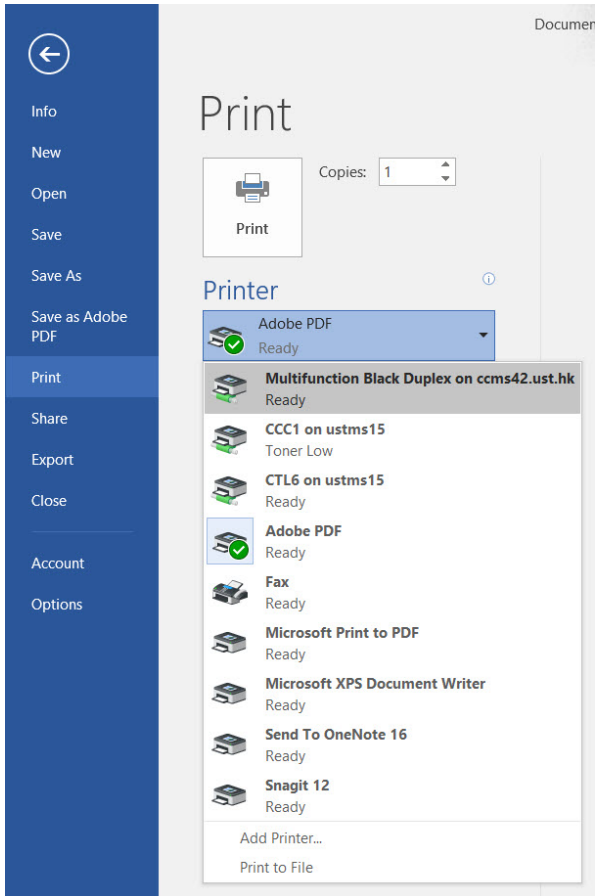 Documen
Info
New
Open
Save
Save As
Save as Adobe
PDF
Print
Share
Export
Close
Account
Options
Print
Print
Copies: 1
Printer
Adobe PDF
Ready
Multifunction Black Duplex on ccms42.ust.hk
Ready
CCC1 on ustms15
Toner Low
CTL6 on ustms15
Ready
Adobe PDF
Ready
Fax
Ready
Microsoft Print to PDF
Ready
Microsoft XPS Document Writer
Ready
Send To OneNote 16
Ready
Snagit 12
Ready
Add Printer...
Print to File